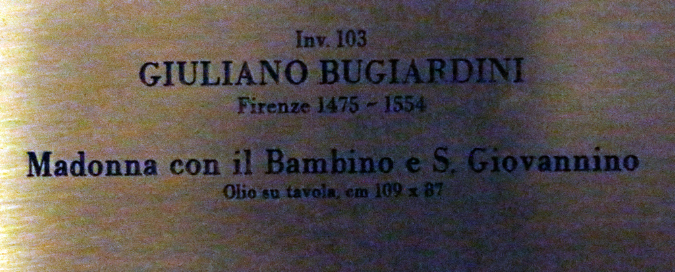 Inv. 103
GIULIANO BUGIARDINI
Firenze 1475 ~ 1554
Madonna con il Bambino e S. Giovannino
Olio su tavola, cm 109 x 87